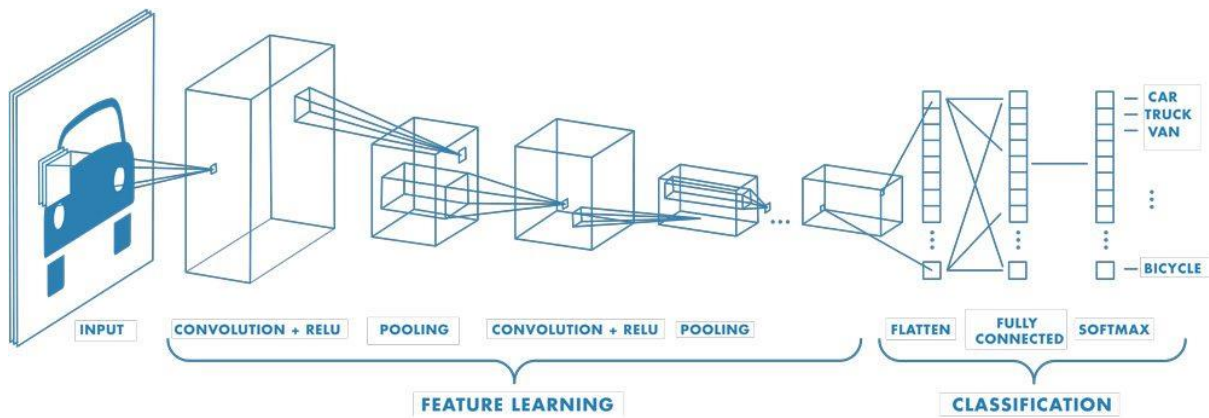 CAR
TRUCK
VAN
BICYCLE
INPUT
CONVOLUTION + RELU
POOLING
CONVOLUTION + RELU
POOLING
FLATTEN
FULLY
CONNECTED
SOFTMAX
FEATURE LEARNING
CLASSIFICATION